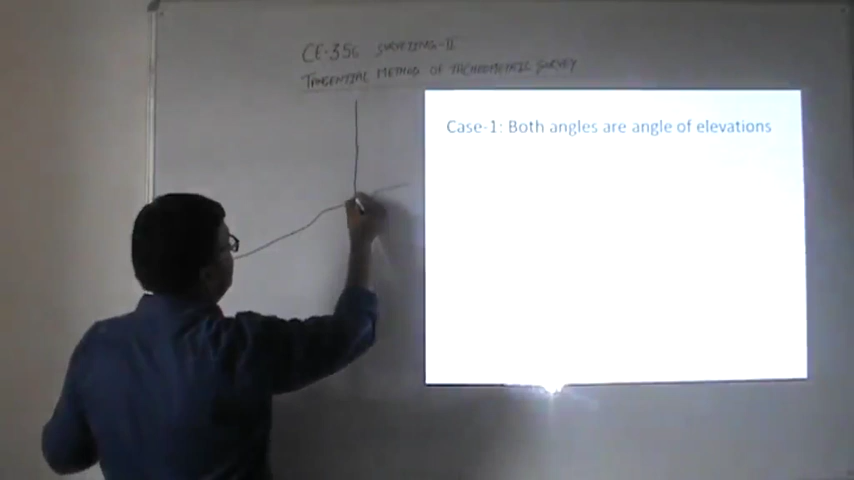 CE-356 SURVEYING-II
TANGENTIAL METHOD OF TACHEOMETRIC SURVEY
Case-1: Both angles are angle of elevations